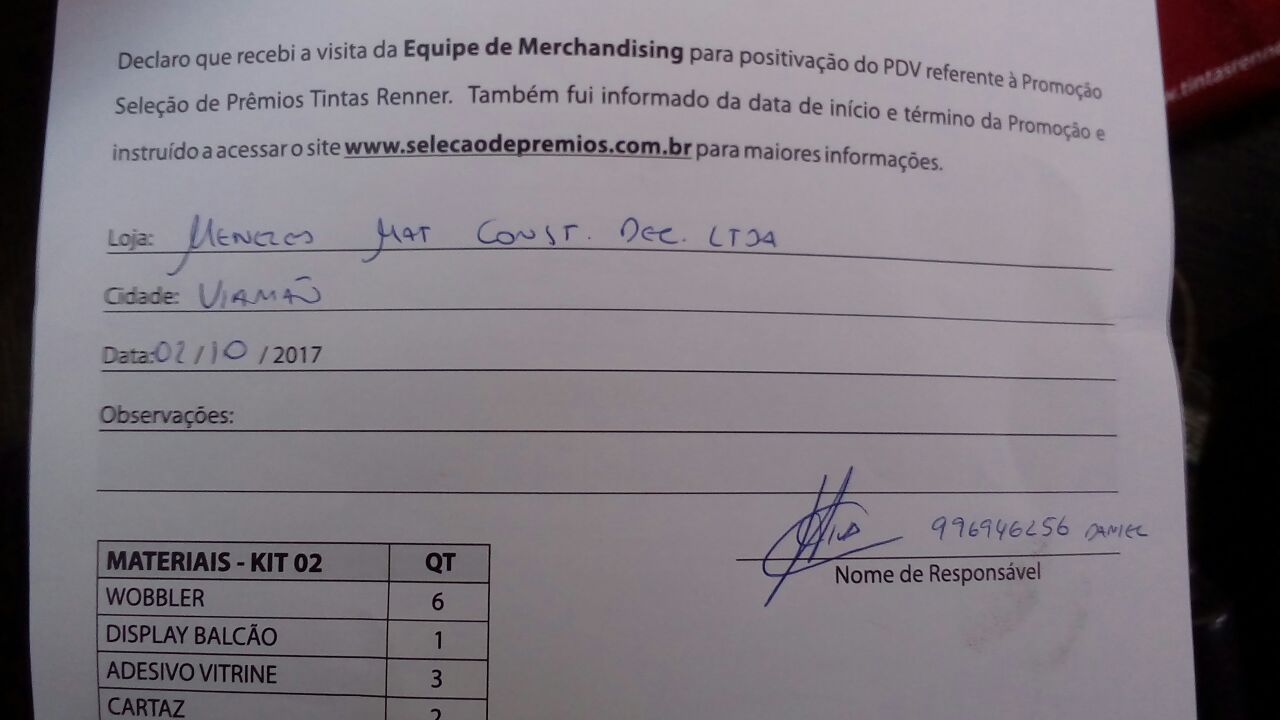 Declaro que recebi a visita da Equipe de Merchandising para positivação do PDV referente à Promoção
Seleção de Prêmios Tintas Renner. Também fui informado da data de início e término da Promoção e
instruído a acessar o site www.selecaodepremios.com.br para maiores informações.
Loja: MENEZES MAT CONST. DEC. LTDA
Cidade: VIAMÃO
Data: 02/10 / 2017
Observações:
996946256 DANIEL
Nome de Responsável
MATERIAIS - KIT 02 QT
WOBBLER 6
DISPLAY BALCÃO 1
ADESIVO VITRINE 3
CARTAZ 2